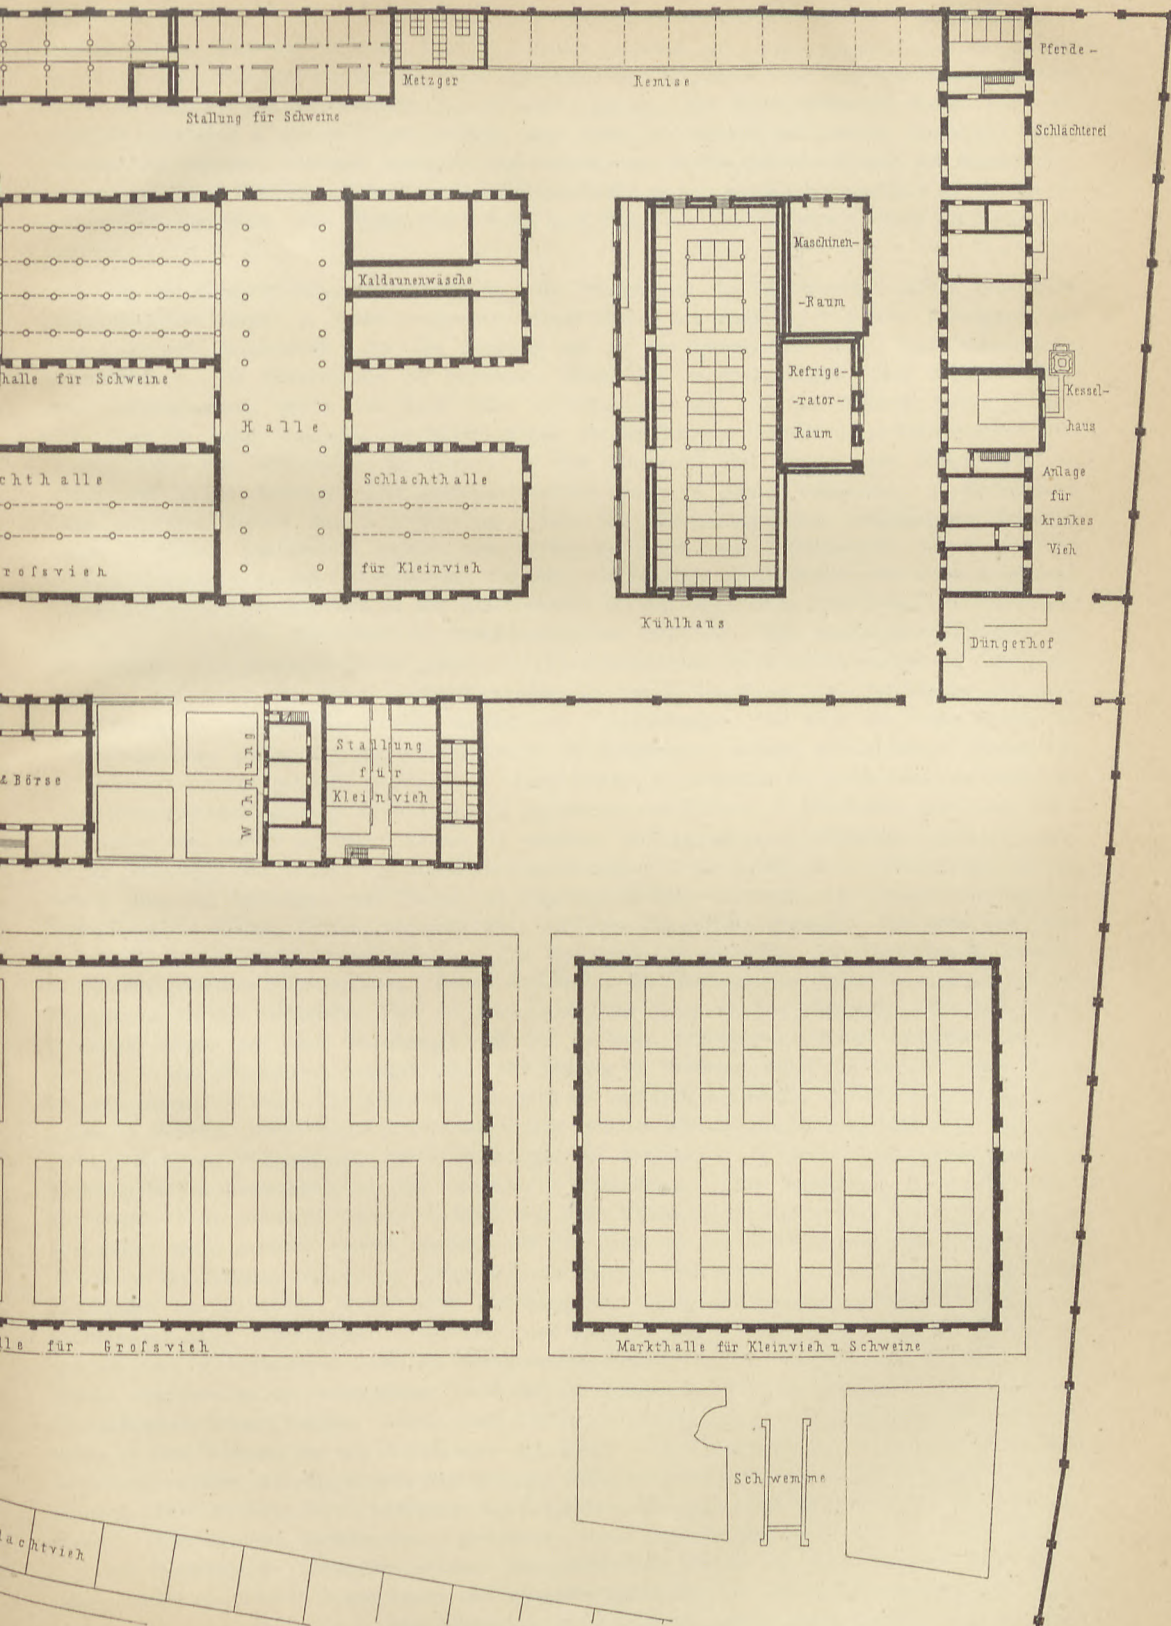 Metzger
Remise
Pferde-
Schlächterei
Stallung für Schweine
Maschinen-
-Raum
Kaldaunenwäsche
halle für Schweine
Refrige-
-rator-
Raum
Kessel-
haus
Halle
chthalle
Schlachthalle
rofsvieh
für Kleinvieh
Anlage
für
krankes
Vieh
Kühlhaus
Düngerhof
& Börse
Wohnung
Stallung
für
Kleinvieh
lle für Grofsvieh
Markthalle für Kleinvieh u Schweine
Schwemme
lachtvieh